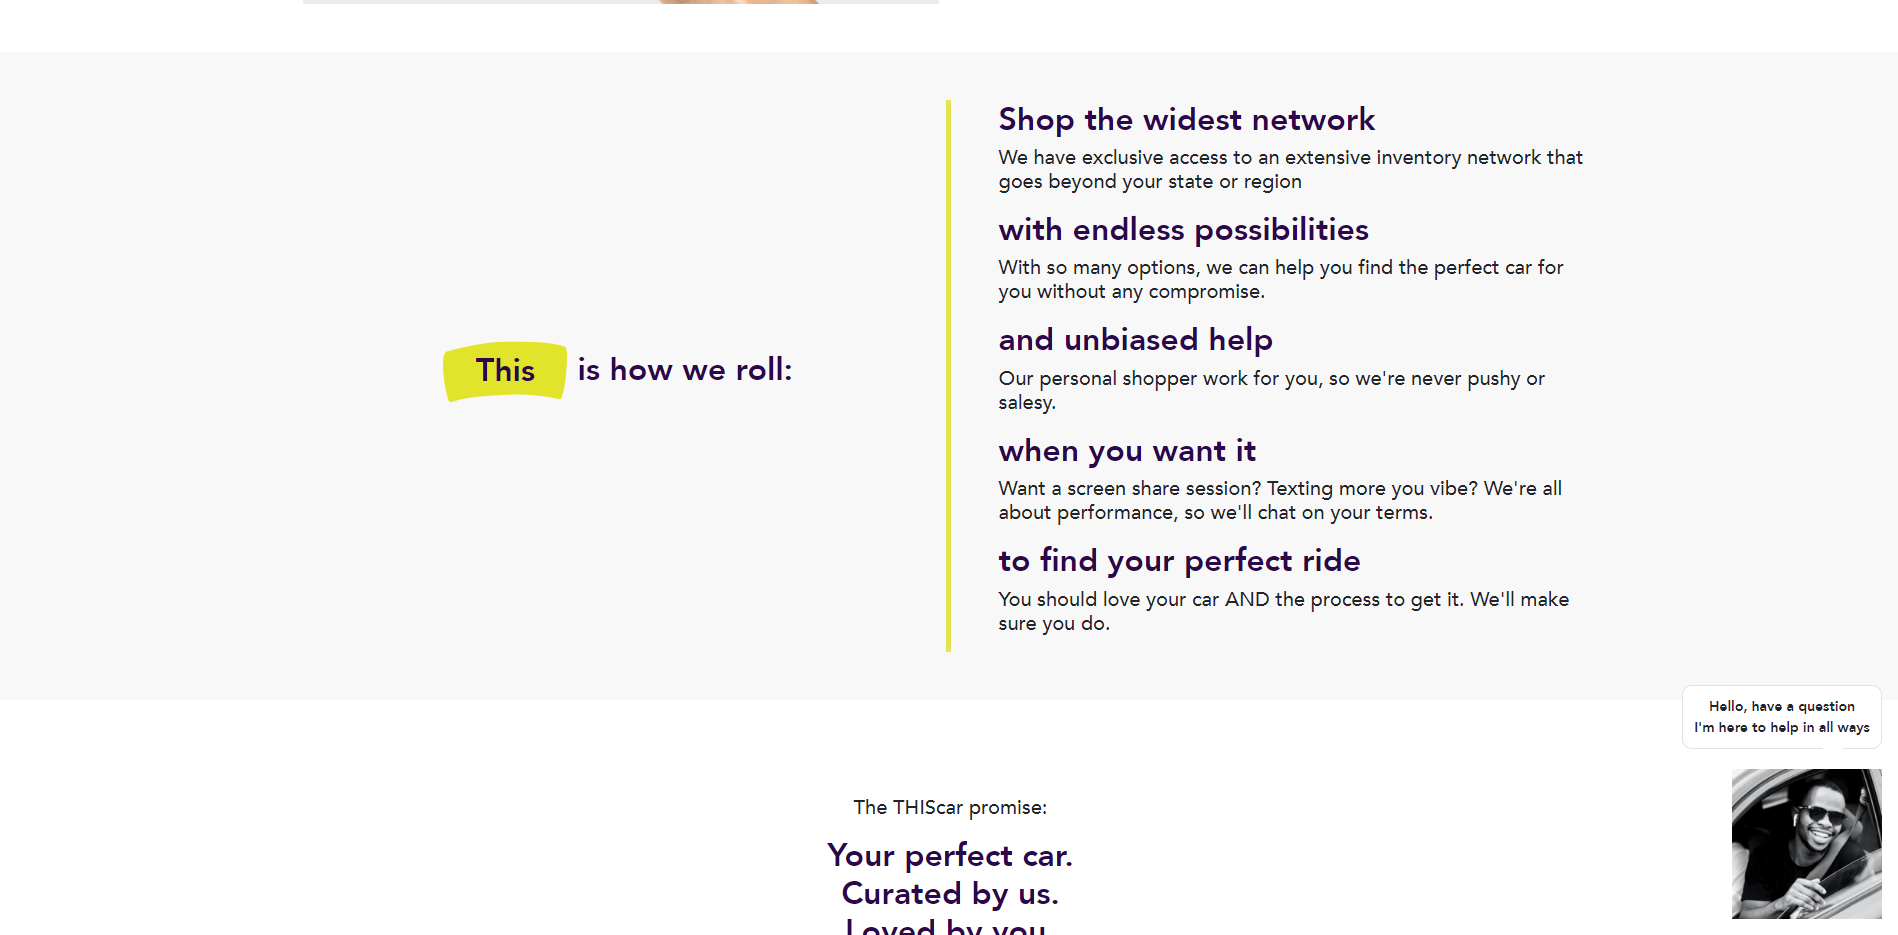 This is how we roll:
Shop the widest network
We have exclusive access to an extensive inventory network that
goes beyond your state or region
with endless possibilities
With so many options, we can help you find the perfect car for
you without any compromise.
and unbiased help
Our personal shopper work for you, so we're never pushy or
salesy.
when you want it
Want a screen share session? Texting more you vibe? We're all
about performance, so we'll chat on your terms.
to find your perfect ride
You should love your car AND the process to get it. We'll make
sure you do.
Hello, have a question
I'm here to help in all ways
The THIScar promise:
Your perfect car.
Curated by us.
Loved by you